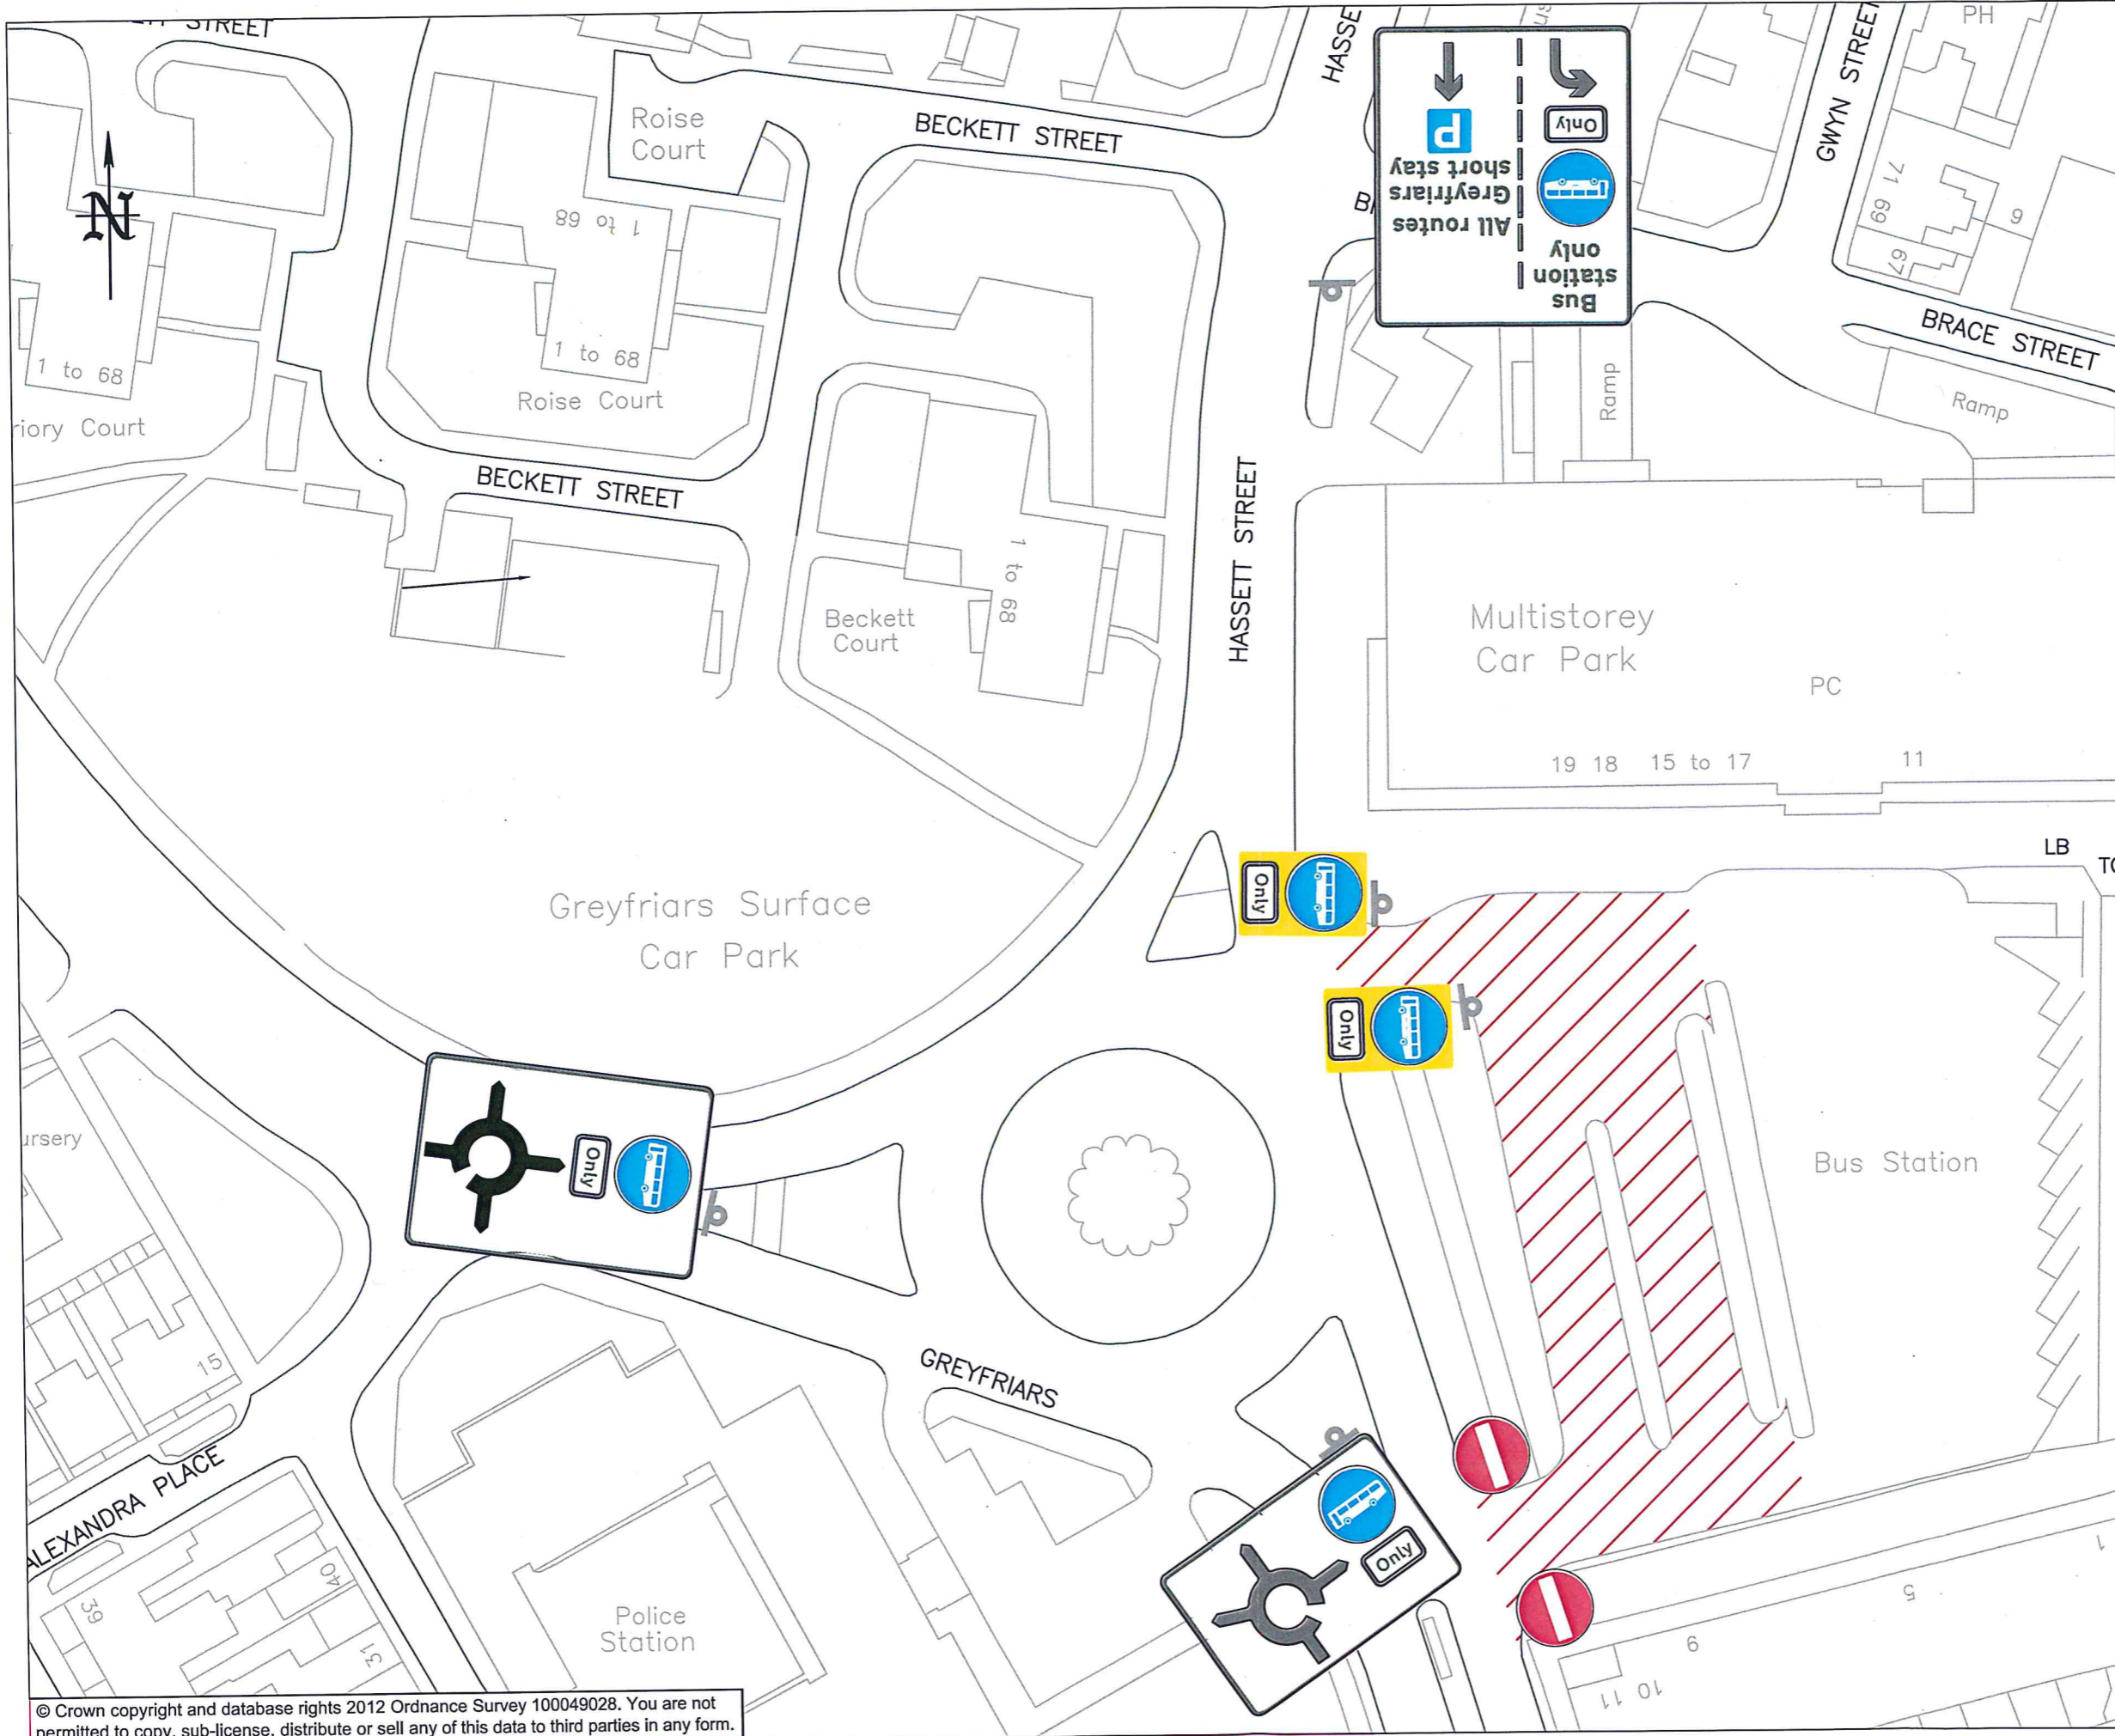 STREET
HASSE
PH
GWYN STREET
Roise
Court
BECKETT STREET
Bus
station
only
Only
All routes
Greyfriars
short stay
P
N
1 to 68
1 to 68
71 69
67
9
BRACE STREET
Ramp
Ramp
1 to 68
Roise Court
riory Court
BECKETT STREET
HASSETT STREET
1 to 68
Beckett
Court
Multistorey
Car Park
PC
19 18 15 to 17
11
LB
Only
Greyfriars Surface
Car Park
Only
ursery
Only
Bus Station
15
GREYFRIARS
ALEXANDRA PLACE
Only
40
39
31
Police
Station
1
5
9
10 11
© Crown copyright and database rights 2012 Ordnance Survey 100049028. You are not
permitted to copy, sub-license, distribute or sell any of this data to third parties in any form.